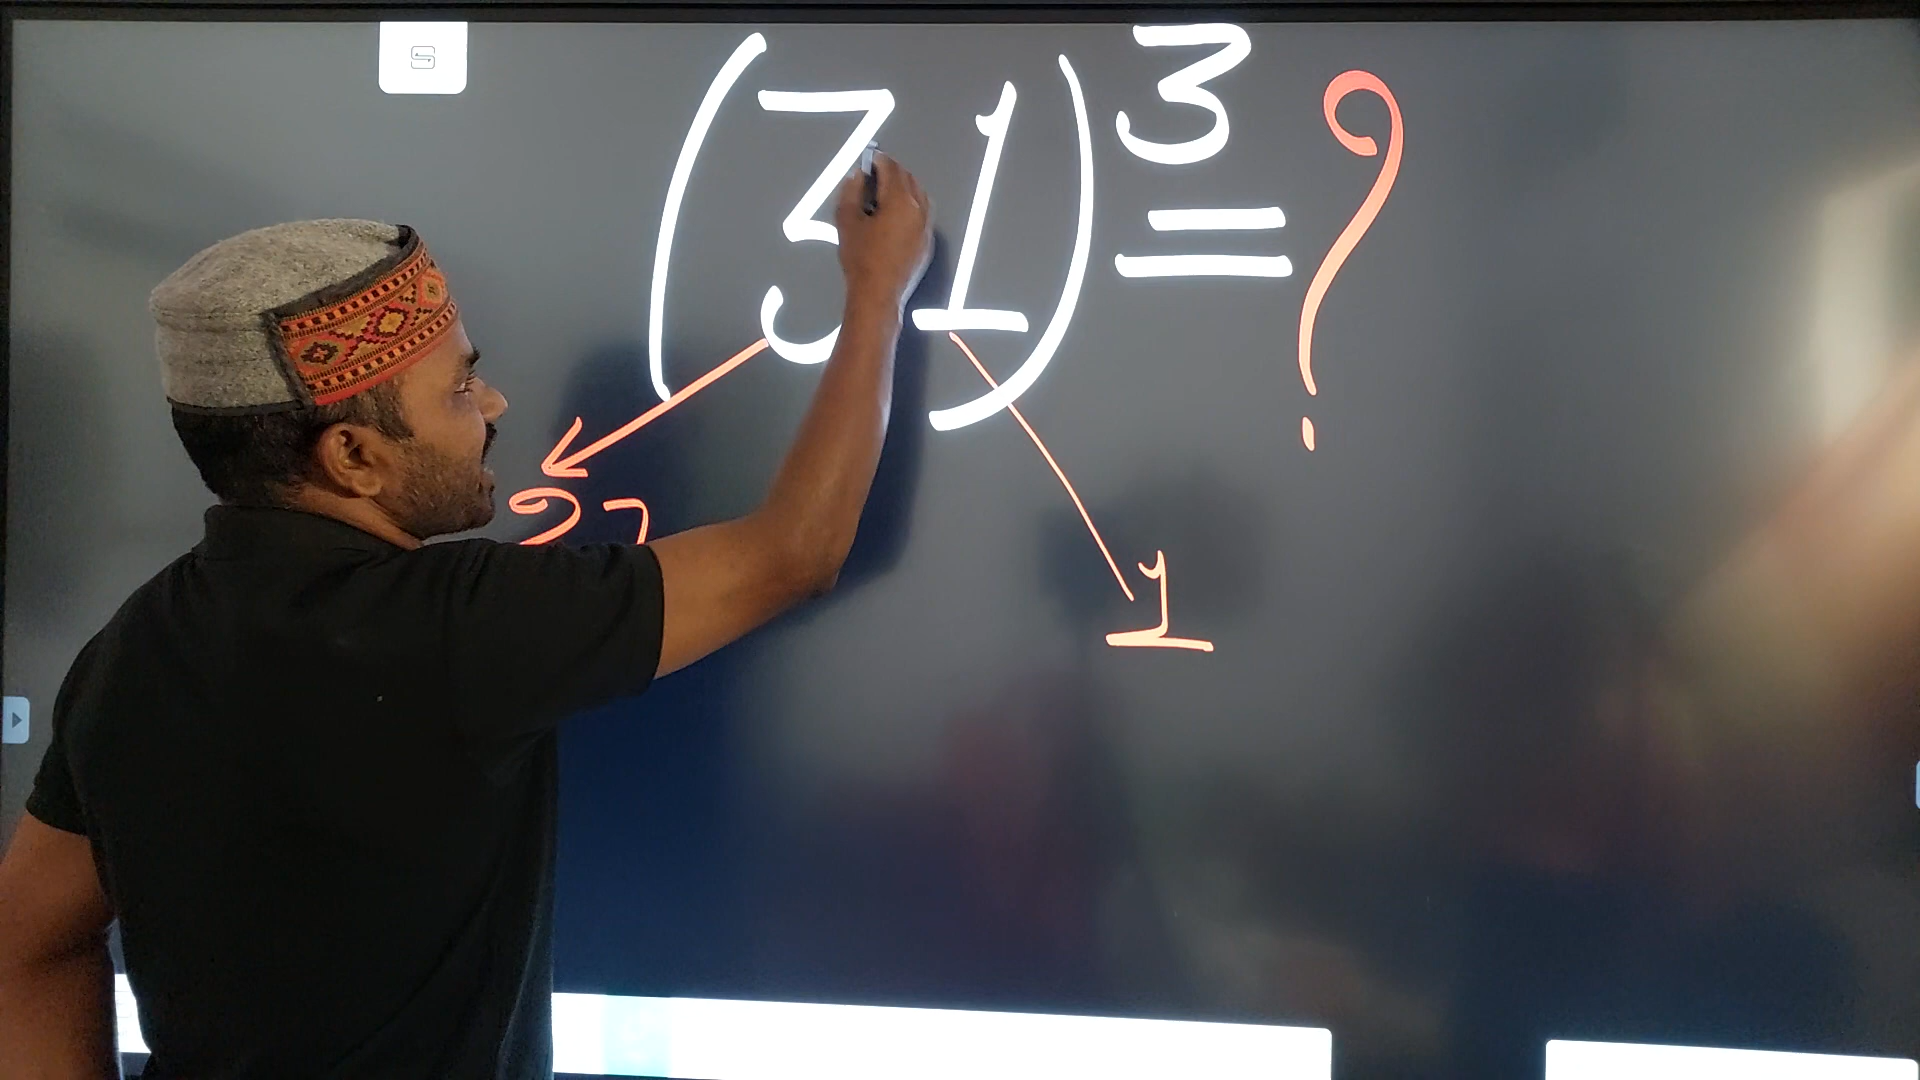 (31)³ = ?
27 1